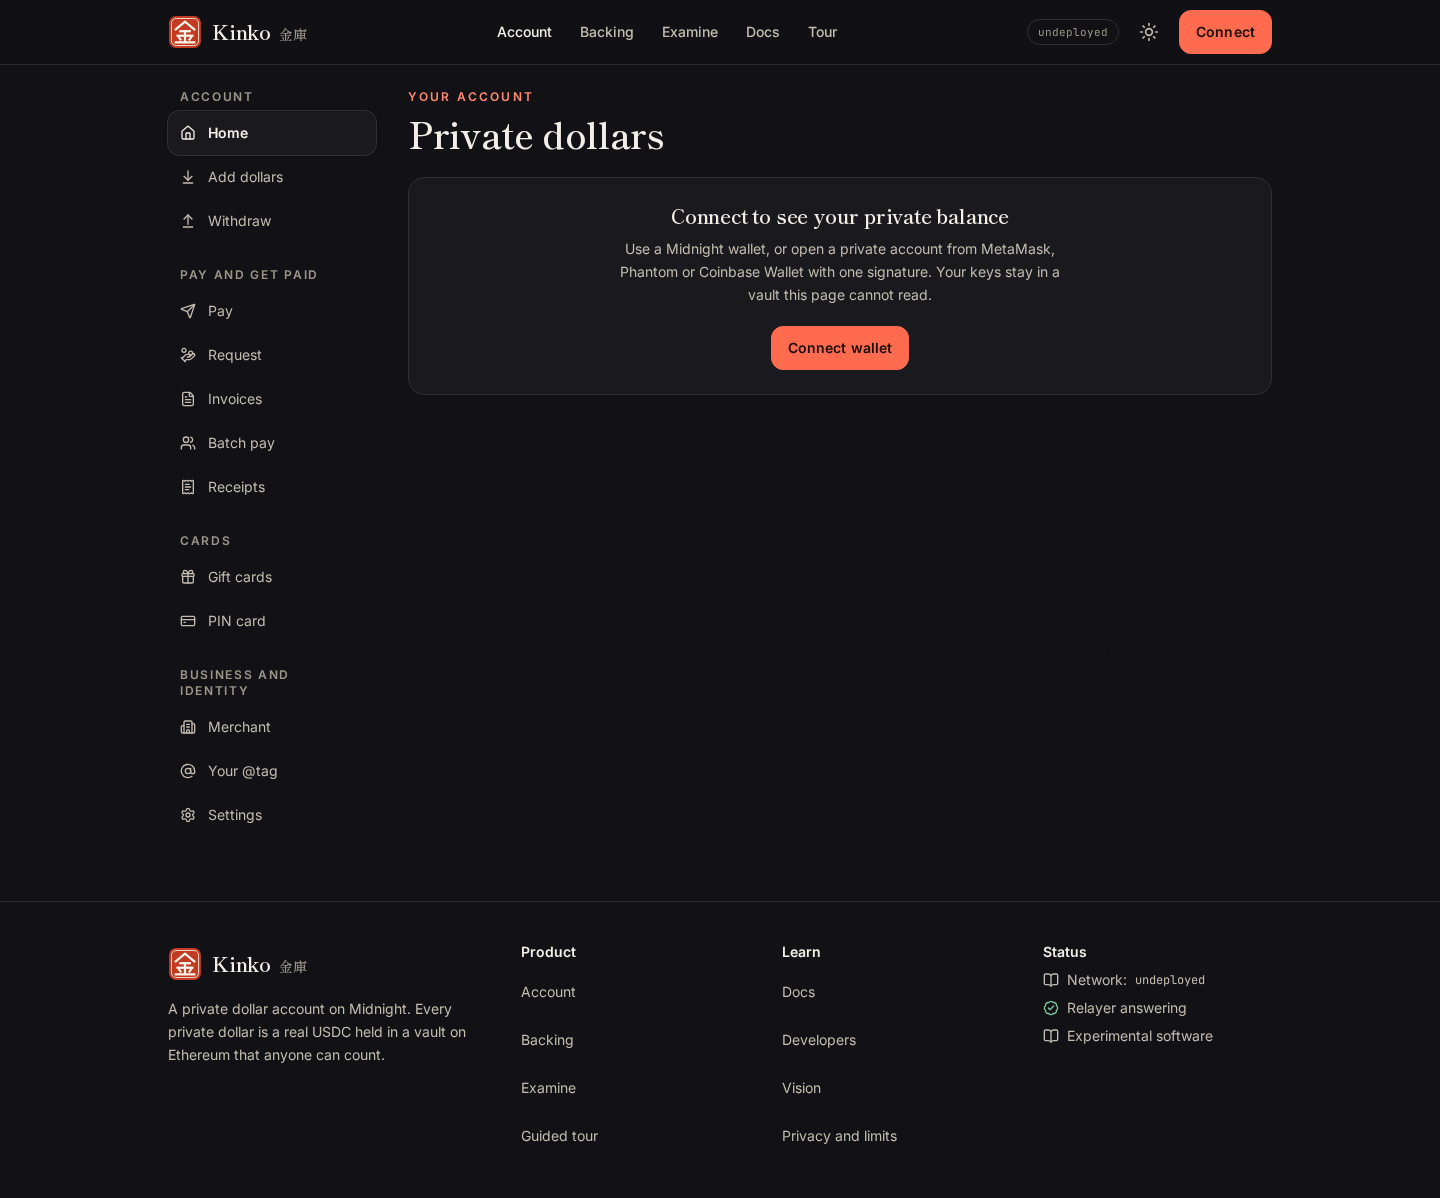 金 Kinko 金庫
Account Backing Examine Docs Tour
undeployed
Connect
ACCOUNT
Home
Add dollars
Withdraw
PAY AND GET PAID
Pay
Request
Invoices
Batch pay
Receipts
CARDS
Gift cards
PIN card
BUSINESS AND
IDENTITY
Merchant
Your @tag
Settings
YOUR ACCOUNT
Private dollars
Connect to see your private balance
Use a Midnight wallet, or open a private account from MetaMask,
Phantom or Coinbase Wallet with one signature. Your keys stay in a
vault this page cannot read.
Connect wallet
金 Kinko 金庫
A private dollar account on Midnight. Every
private dollar is a real USDC held in a vault on
Ethereum that anyone can count.
Product
Account
Backing
Examine
Guided tour
Learn
Docs
Developers
Vision
Privacy and limits
Status
Network: undeployed
Relayer answering
Experimental software